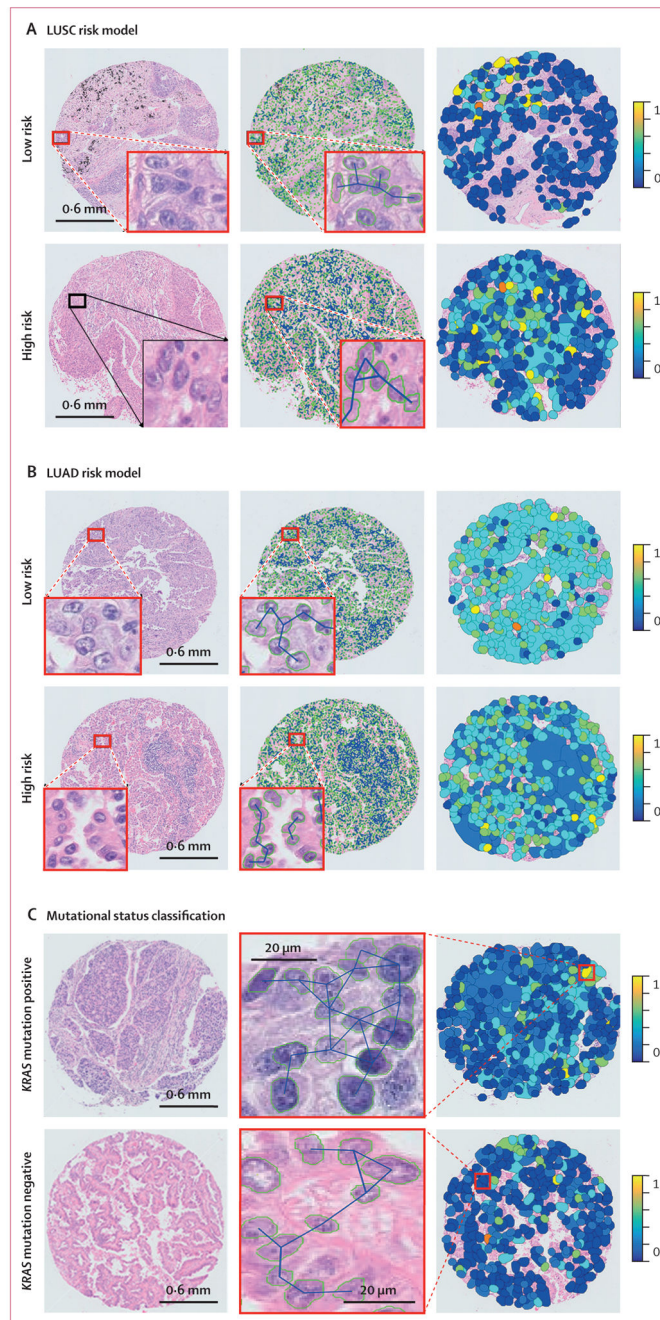 A LUSC risk model
Low risk
0·6 mm
1
0
High risk
0·6 mm
1
0
B LUAD risk model
Low risk
0·6 mm
1
0
High risk
0·6 mm
1
0
C Mutational status classification
KRAS mutation positive
0·6 mm
20 µm
1
0
KRAS mutation negative
0·6 mm
20 µm
1
0